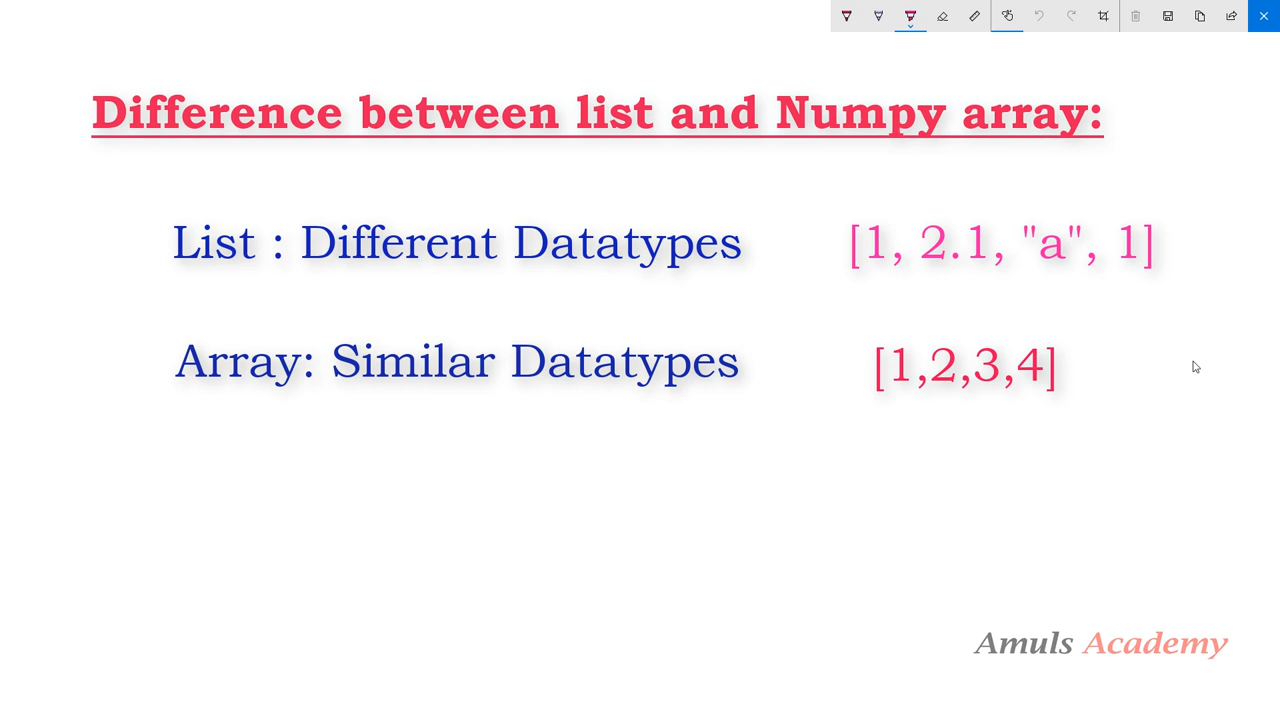 Difference between list and Numpy array:
List : Different Datatypes [1, 2.1, "a", 1]
Array: Similar Datatypes [1,2,3,4]
Amuls Academy